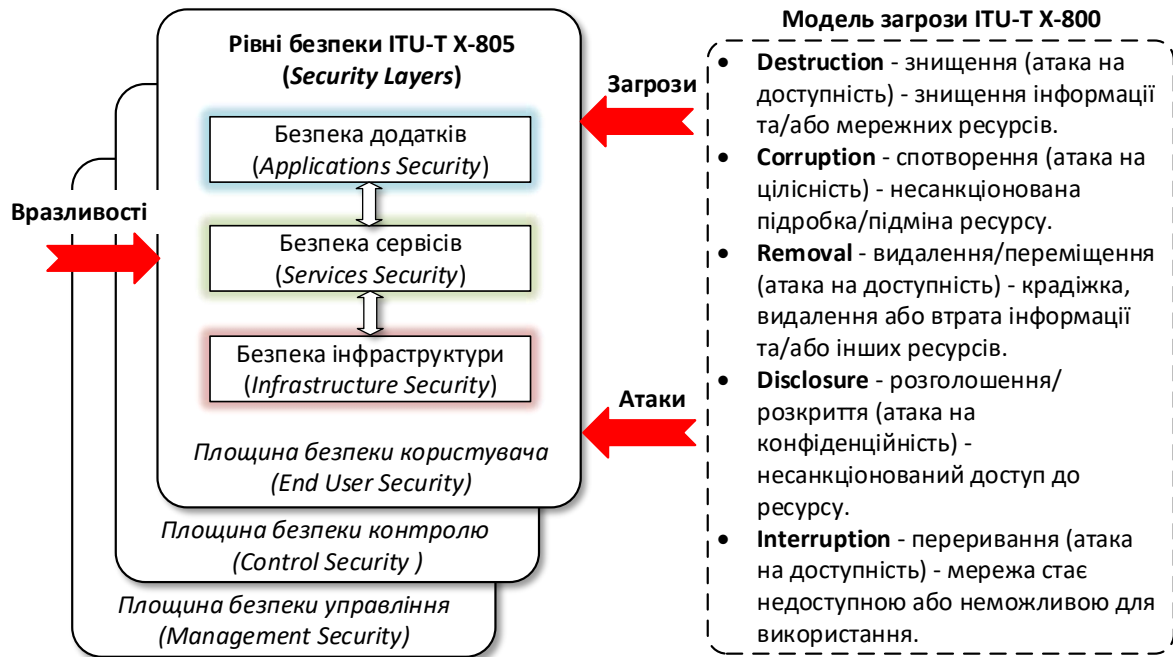 Рівні безпеки ITU-T X-805
(Security Layers)
Безпека додатків
(Applications Security)
Безпека сервісів
(Services Security)
Безпека інфраструктури
(Infrastructure Security)
Площина безпеки користувача
(End User Security)
Площина безпеки контролю
(Control Security )
Площина безпеки управління
(Management Security)
Вразливості
Загрози
Атаки
Модель загрози ITU-T X-800
• Destruction - знищення (атака на
доступність) - знищення інформації
та/або мережних ресурсів.
• Corruption - спотворення (атака на
цілісність) - несанкціонована
підробка/підміна ресурсу.
• Removal - видалення/переміщення
(атака на доступність) - крадіжка,
видалення або втрата інформації
та/або інших ресурсів.
• Disclosure - розголошення/
розкриття (атака на
конфіденційність) -
несанкціонований доступ до
ресурсу.
• Interruption - переривання (атака
на доступність) - мережа стає
недоступною або неможливою для
використання.